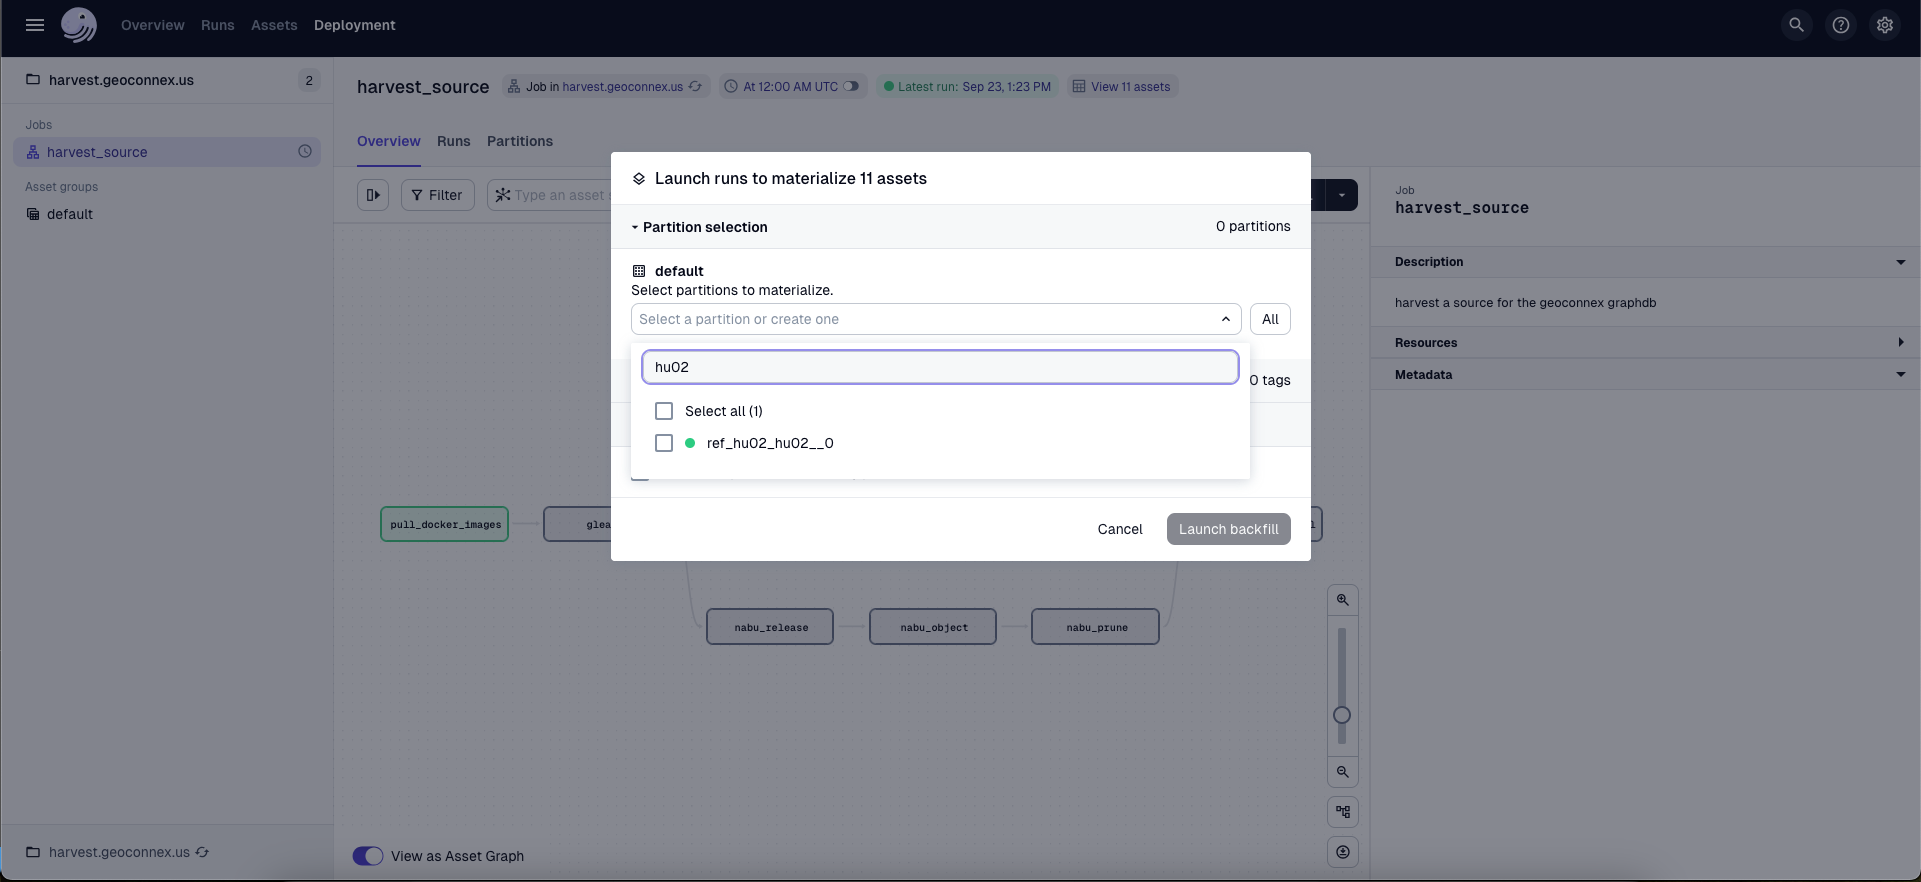 Overview Runs Assets Deployment
harvest.geoconnex.us 2
Jobs
harvest_source
Asset groups
default
harvest_source Job in harvest.geoconnex.us At 12:00 AM UTC Latest run: Sep 23, 1:23 PM View 11 assets
Overview Runs Partitions
Filter Type an asset
Job
harvest_source
Description
harvest a source for the geoconnex graphdb
Resources
Metadata
Launch runs to materialize 11 assets
Partition selection 0 partitions
default
Select partitions to materialize.
Select a partition or create one All
hu02
0 tags
Select all (1)
ref_hu02_hu02__0
Cancel Launch backfill
pull_docker_images glea
nabu_release nabu_object nabu_prune
View as Asset Graph
harvest.geoconnex.us